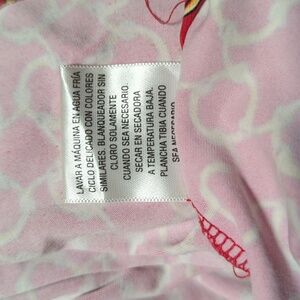 LAVAR A MÁQUINA EN AGUA FRÍA
CICLO DELICADO CON COLORES
SIMILARES. BLANQUEADOR SIN
CLORO SOLAMENTE
CUANDO SEA NECESARIO.
SECAR EN SECADORA
A TEMPERATURA BAJA.
PLANCHA TIBIA CUANDO
SEA NECESARIO